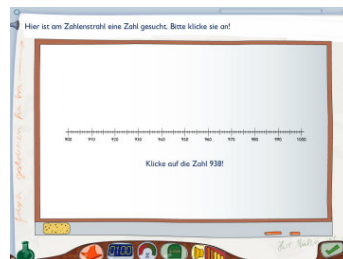 Hier ist am Zahlenstrahl eine Zahl gesucht. Bitte klicke sie an!
900 910 920 930 940 950 960 970 980 990 1000
Klicke auf die Zahl 938!
0100